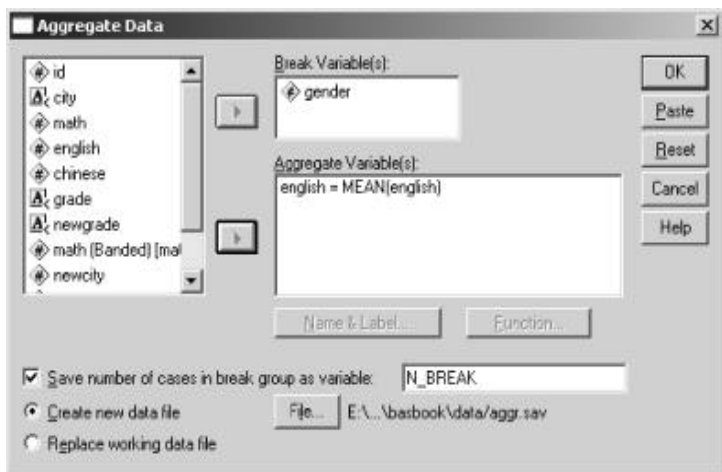 Aggregate Data
id
city
math
english
chinese
grade
newgrade
math (Banded) [mat
newcity
Break Variable(s):
gender
Aggregate Variable(s):
english = MEAN(english)
Name & Label...
Function...
OK
Paste
Reset
Cancel
Help
Save number of cases in break group as variable:
N_BREAK
Create new data file
File...
E:\...\basbook\data/aggr.sav
Replace working data file